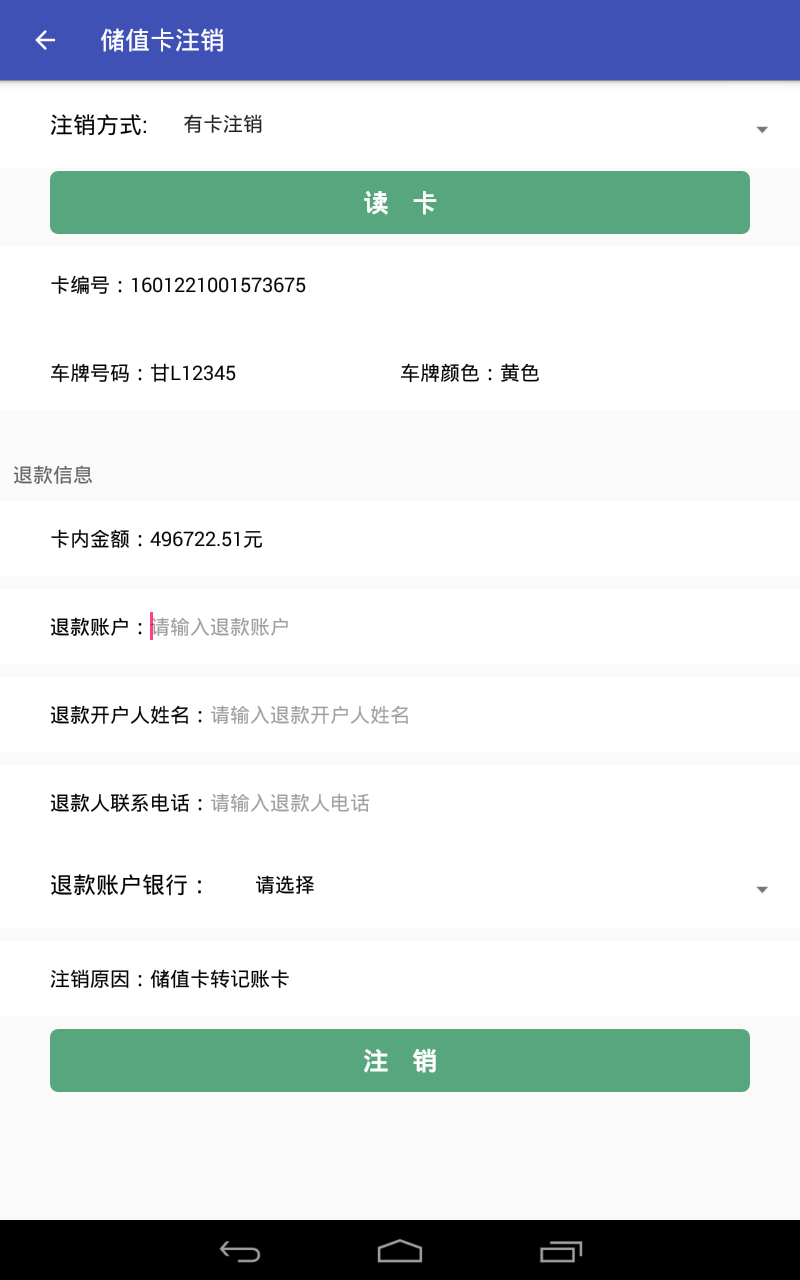 储值卡注销
注销方式: 有卡注销
读 卡
卡编号：1601221001573675
车牌号码：甘L12345 车牌颜色：黄色
退款信息
卡内金额：496722.51元
退款账户：请输入退款账户
退款开户人姓名：请输入退款开户人姓名
退款人联系电话：请输入退款人电话
退款账户银行： 请选择
注销原因：储值卡转记账卡
注 销